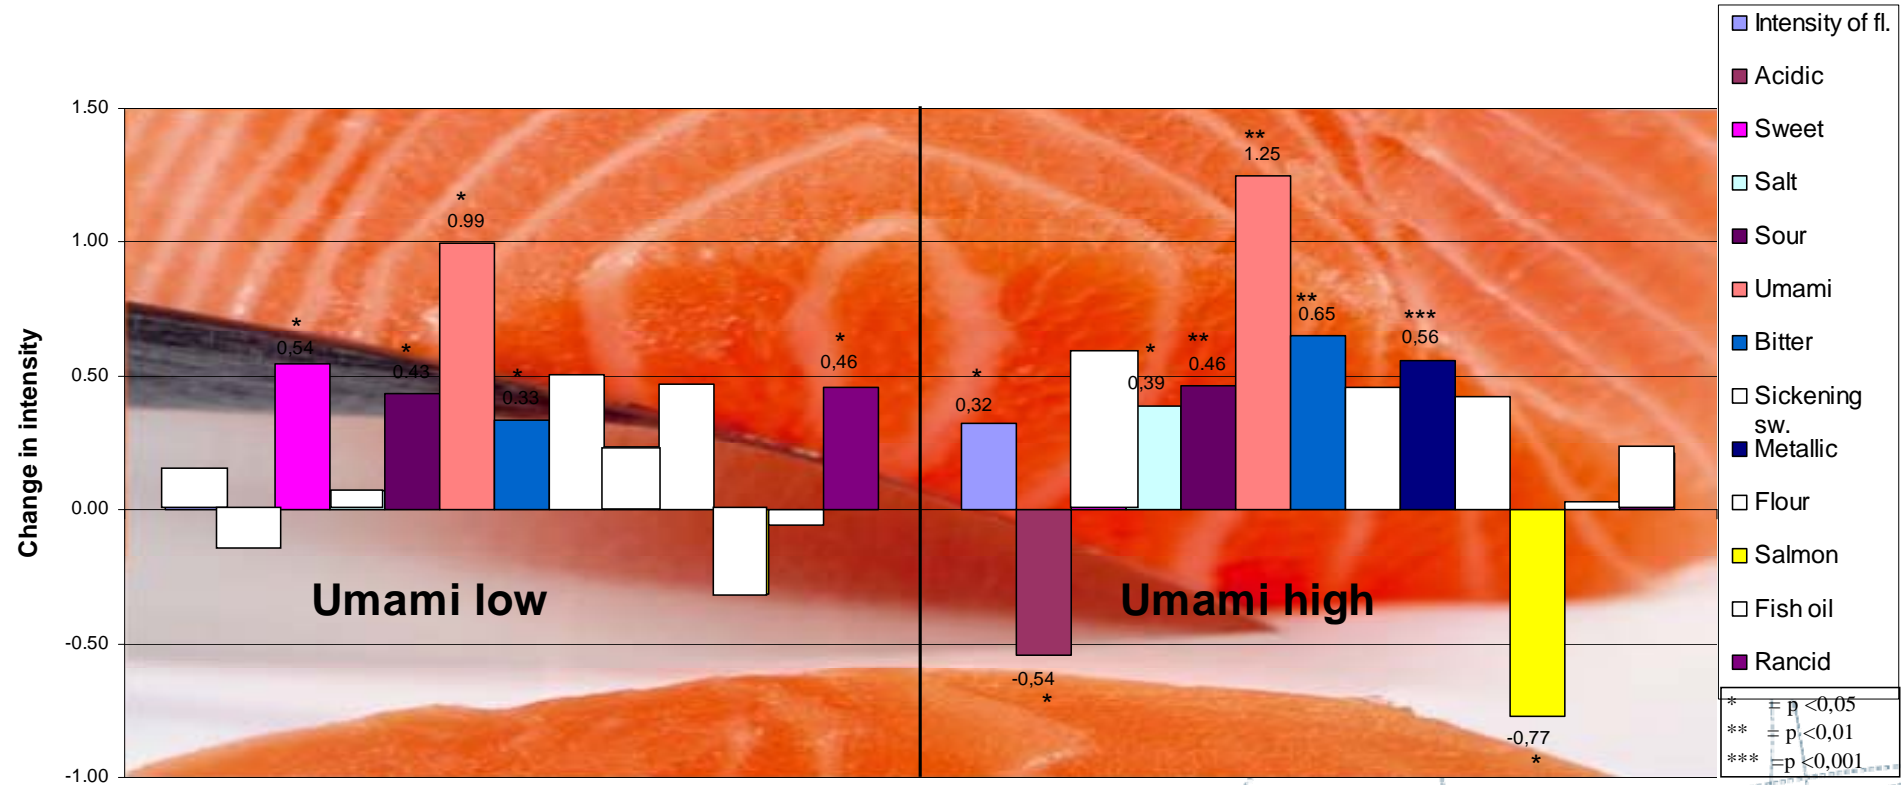 Intensity of fl.
Acidic
Sweet
Salt
Sour
Umami
Bitter
Sickening
sw.
Metallic
Flour
Salmon
Fish oil
Rancid
* = p <0,05
** = p <0,01
*** =p <0,001
Change in intensity
1.50
1.00
0.50
0.00
-0.50
-1.00
*
0,54
*
0.43
*
0.99
*
0.33
*
0,46
Umami low
*
0,32
-0,54
*
*
0,39
**
0.46
**
1.25
**
0.65
***
0,56
-0,77
*
Umami high